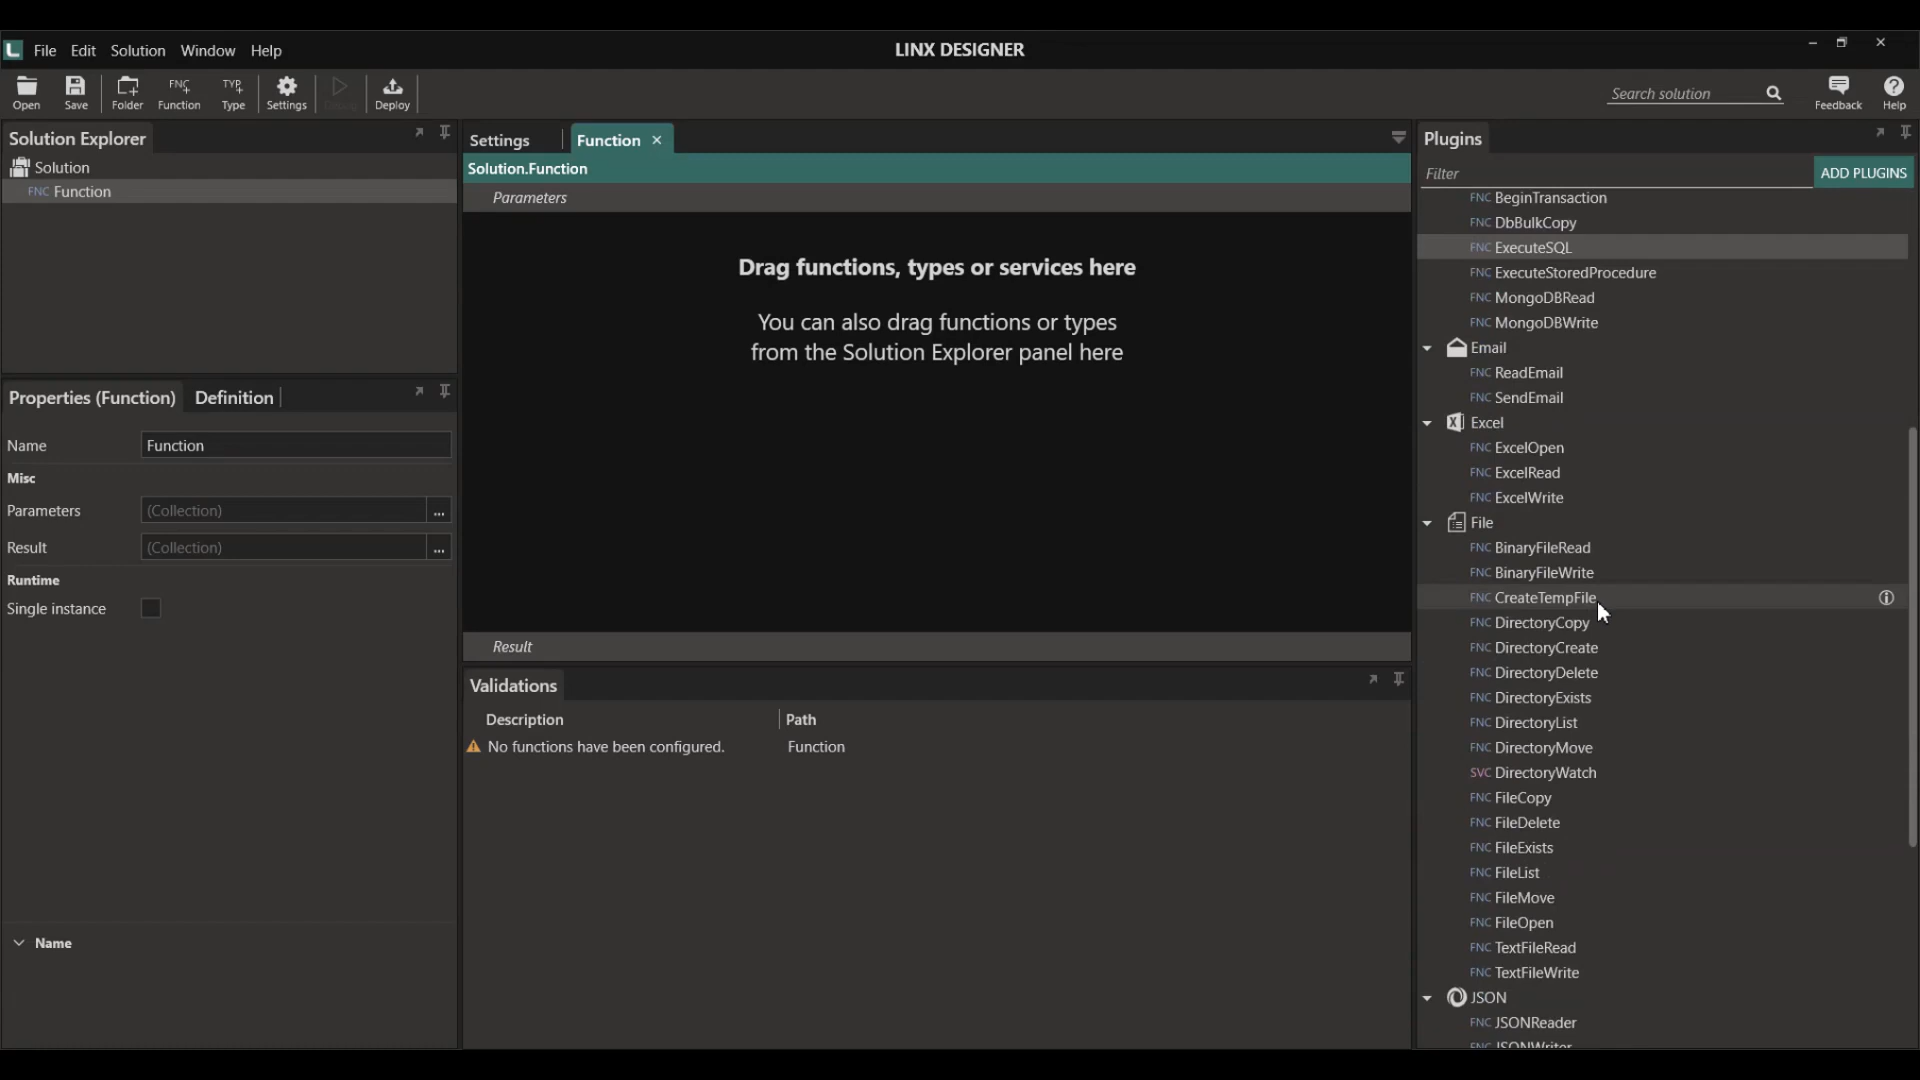 L File Edit Solution Window Help
LINX DESIGNER
Open Save Folder Function Type Settings Deploy
FNC TYP
Search solution
Feedback Help
Solution Explorer
Solution
FNC Function
Properties (Function) Definition
Name Function
Misc
Parameters (Collection) ...
Result (Collection) ...
Runtime
Single instance
Name
Settings Function
Solution.Function
Parameters
Drag functions, types or services here
You can also drag functions or types
from the Solution Explorer panel here
Result
Validations
Description Path
No functions have been configured. Function
Plugins
Filter ADD PLUGINS
FNC BeginTransaction
FNC DbBulkCopy
FNC ExecuteSQL
FNC ExecuteStoredProcedure
FNC MongoDBRead
FNC MongoDBWrite
Email
FNC ReadEmail
FNC SendEmail
Excel
FNC ExcelOpen
FNC ExcelRead
FNC ExcelWrite
File
FNC BinaryFileRead
FNC BinaryFileWrite
FNC CreateTempFile
FNC DirectoryCopy
FNC DirectoryCreate
FNC DirectoryDelete
FNC DirectoryExists
FNC DirectoryList
FNC DirectoryMove
SVC DirectoryWatch
FNC FileCopy
FNC FileDelete
FNC FileExists
FNC FileList
FNC FileMove
FNC FileOpen
FNC TextFileRead
FNC TextFileWrite
JSON
FNC JSONReader
FNC JSONWriter